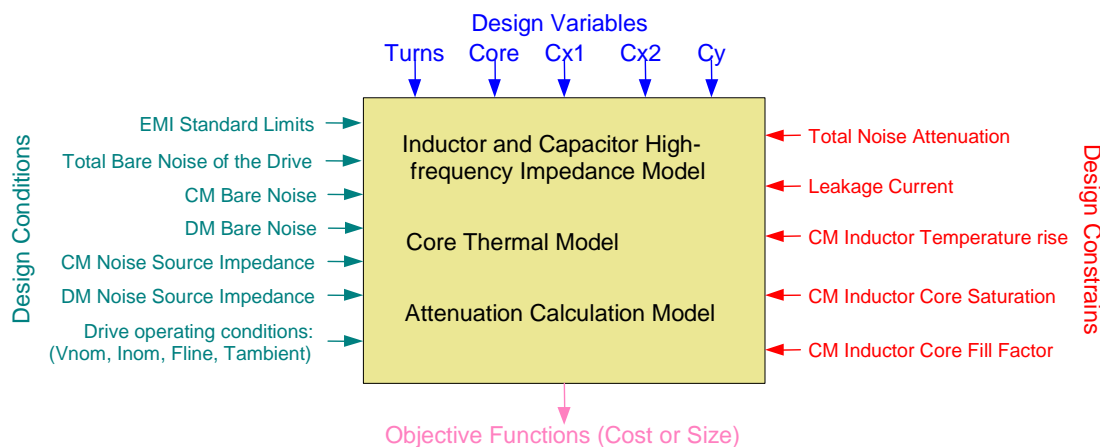 Design Variables
Turns Core Cx1 Cx2 Cy
Design Conditions
EMI Standard Limits
Total Bare Noise of the Drive
CM Bare Noise
DM Bare Noise
CM Noise Source Impedance
DM Noise Source Impedance
Drive operating conditions:
(Vnom, Inom, Fline, Tambient)
Inductor and Capacitor High-
frequency Impedance Model
Core Thermal Model
Attenuation Calculation Model
Total Noise Attenuation
Leakage Current
CM Inductor Temperature rise
CM Inductor Core Saturation
CM Inductor Core Fill Factor
Design Constrains
Objective Functions (Cost or Size)